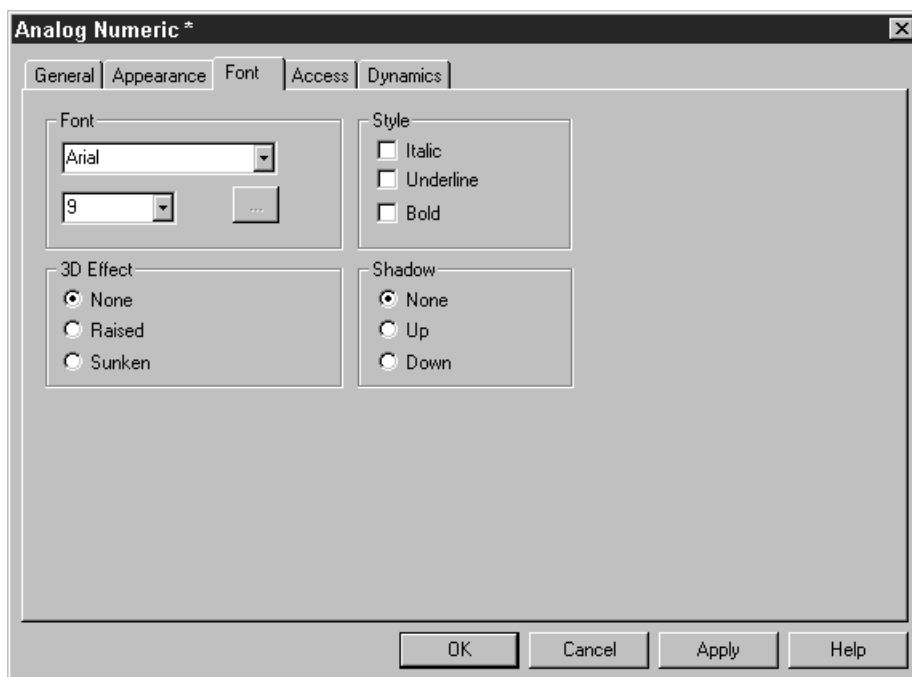 Analog Numeric *
General Appearance Font Access Dynamics
Font
Arial
9
...
Style
Italic
Underline
Bold
3D Effect
None
Raised
Sunken
Shadow
None
Up
Down
OK Cancel Apply Help